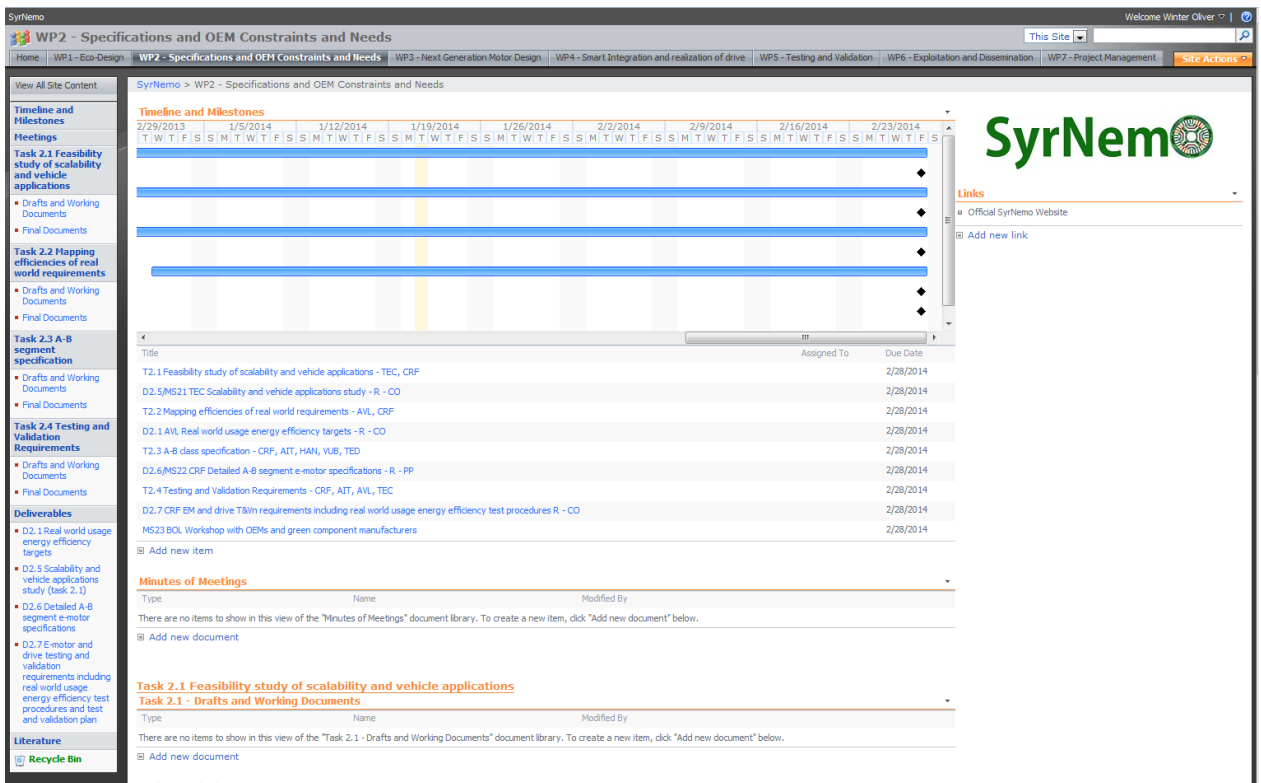 SyrNemo
Welcome Winter Oliver
WP2 - Specifications and OEM Constraints and Needs
This Site
Home
WP1 - Eco-Design
WP2 - Specifications and OEM Constraints and Needs
WP3 - Next Generation Motor Design
WP4 - Smart Integration and realization of drive
WP5 - Testing and Validation
WP6 - Exploitation and Dissemination
WP7 - Project Management
Site Actions
View All Site Content
Timeline and
Milestones
Meetings
Task 2.1 Feasibility
study of scalability
and vehicle
applications
Drafts and Working
Documents
Final Documents
Task 2.2 Mapping
efficiencies of real
world requirements
Drafts and Working
Documents
Final Documents
Task 2.3 A-B
segment
specification
Drafts and Working
Documents
Final Documents
Task 2.4 Testing and
Validation
Requirements
Drafts and Working
Documents
Final Documents
Deliverables
D2.1 Real world usage
energy efficiency
targets
D2.5 Scalability and
vehicle applications
study (task 2.1)
D2.6 Detailed A-B
segment e-motor
specifications
D2.7 E-motor and
drive testing and
validation
requirements including
real world usage
energy efficiency test
procedures and test
and validation plan
Literature
Recycle Bin
SyrNemo > WP2 - Specifications and OEM Constraints and Needs
Timeline and Milestones
2/29/2013 1/5/2014 1/12/2014 1/19/2014 1/26/2014 2/2/2014 2/9/2014 2/16/2014 2/23/2014
T W T F S S M T W T F S S M T W T F S S M T W T F S S M T W T F S S M T W T F S S M T W T F S S M T W T F S S M T W T F S
Title Assigned To Due Date
T2.1 Feasibility study of scalability and vehicle applications - TEC, CRF 2/28/2014
D2.5/MS21 TEC Scalability and vehicle applications study - R - CO 2/28/2014
T2.2 Mapping efficiencies of real world requirements - AVL, CRF 2/28/2014
D2.1 AVL Real world usage energy efficiency targets - R - CO 2/28/2014
T2.3 A-B class specification - CRF, AIT, HAN, VUB, TED 2/28/2014
D2.6/MS22 CRF Detailed A-B segment e-motor specifications - R - PP 2/28/2014
T2.4 Testing and Validation Requirements - CRF, AIT, AVL, TEC 2/28/2014
D2.7 CRF EM and drive T&Vn requirements including real world usage energy efficiency test procedures R - CO 2/28/2014
MS23 BOL Workshop with OEMs and green component manufacturers 2/28/2014
Add new item
Minutes of Meetings
Type Name Modified By
There are no items to show in this view of the "Minutes of Meetings" document library. To create a new item, click "Add new document" below.
Add new document
Task 2.1 Feasibility study of scalability and vehicle applications
Task 2.1 - Drafts and Working Documents
Type Name Modified By
There are no items to show in this view of the "Task 2.1 - Drafts and Working Documents" document library. To create a new item, click "Add new document" below.
Add new document
SyrNemo
Links
Official SyrNemo Website
Add new link